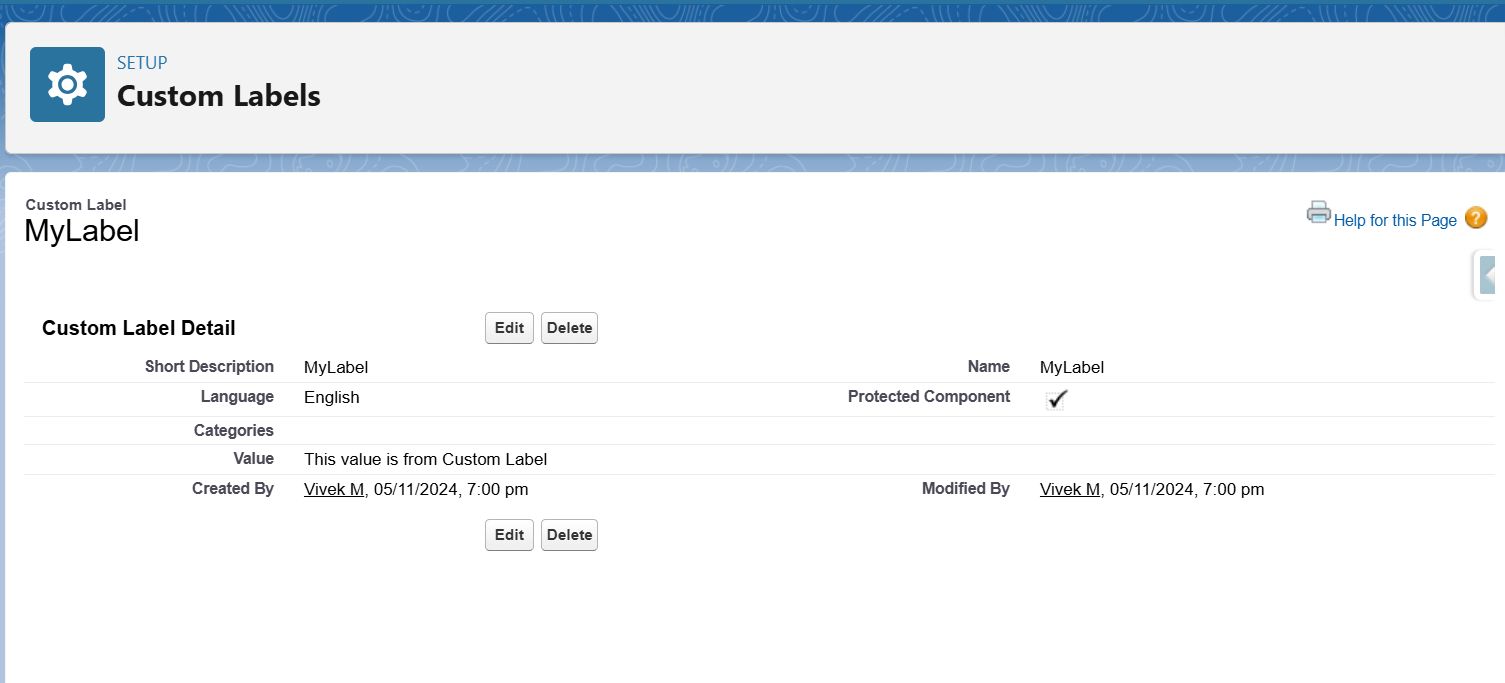 SETUP
Custom Labels
Custom Label
MyLabel
Help for this Page ?
Custom Label Detail Edit Delete
Short Description MyLabel Name MyLabel
Language English Protected Component
Categories
Value This value is from Custom Label
Created By Vivek M, 05/11/2024, 7:00 pm Modified By Vivek M, 05/11/2024, 7:00 pm
Edit Delete